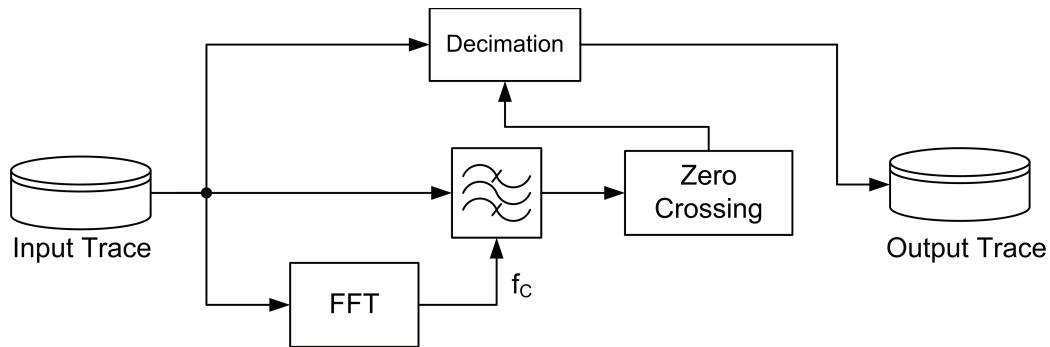 Decimation
Zero
Crossing
Input Trace
Output Trace
FFT
fC